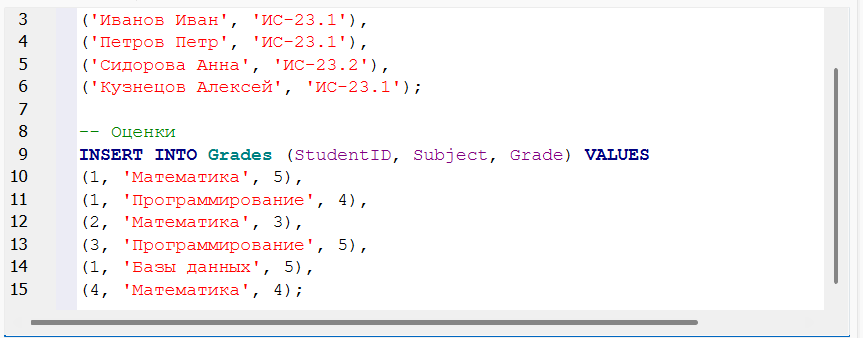 3 ('Иванов Иван', 'ИС-23.1'),
4 ('Петров Петр', 'ИС-23.1'),
5 ('Сидорова Анна', 'ИС-23.2'),
6 ('Кузнецов Алексей', 'ИС-23.1');
7
8 -- Оценки
9 INSERT INTO Grades (StudentID, Subject, Grade) VALUES
10 (1, 'Математика', 5),
11 (1, 'Программирование', 4),
12 (2, 'Математика', 3),
13 (3, 'Программирование', 5),
14 (1, 'Базы данных', 5),
15 (4, 'Математика', 4);